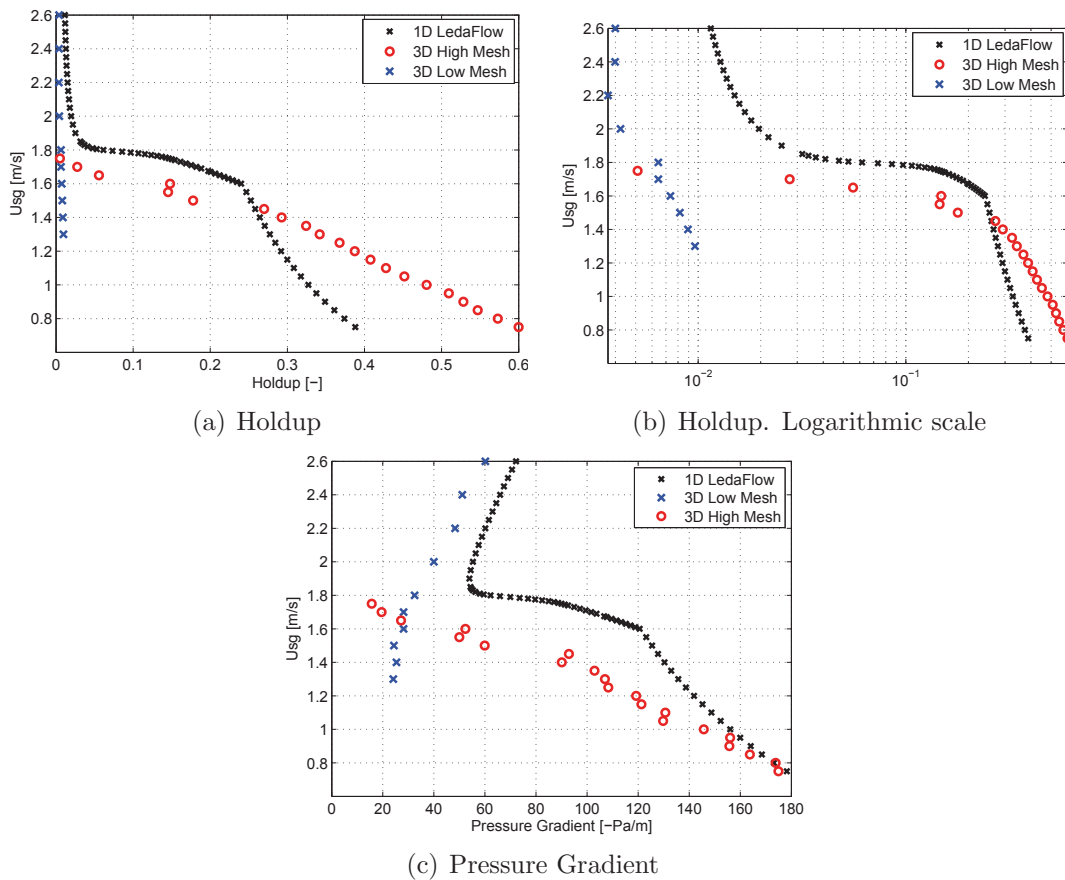 2.6
2.4
2.2
2
1.8
1.6
1.4
1.2
1
0.8
Usg [m/s]
1D LedaFlow
3D High Mesh
3D Low Mesh
0 0.1 0.2 0.3 0.4 0.5 0.6
Holdup [−]
(a) Holdup
2.6
2.4
2.2
2
1.8
1.6
1.4
1.2
1
0.8
Usg [m/s]
1D LedaFlow
3D High Mesh
3D Low Mesh
10−2 10−1
(b) Holdup. Logarithmic scale
2.6
2.4
2.2
2
1.8
1.6
1.4
1.2
1
0.8
Usg [m/s]
1D LedaFlow
3D Low Mesh
3D High Mesh
0 20 40 60 80 100 120 140 160 180
Pressure Gradient [−Pa/m]
(c) Pressure Gradient